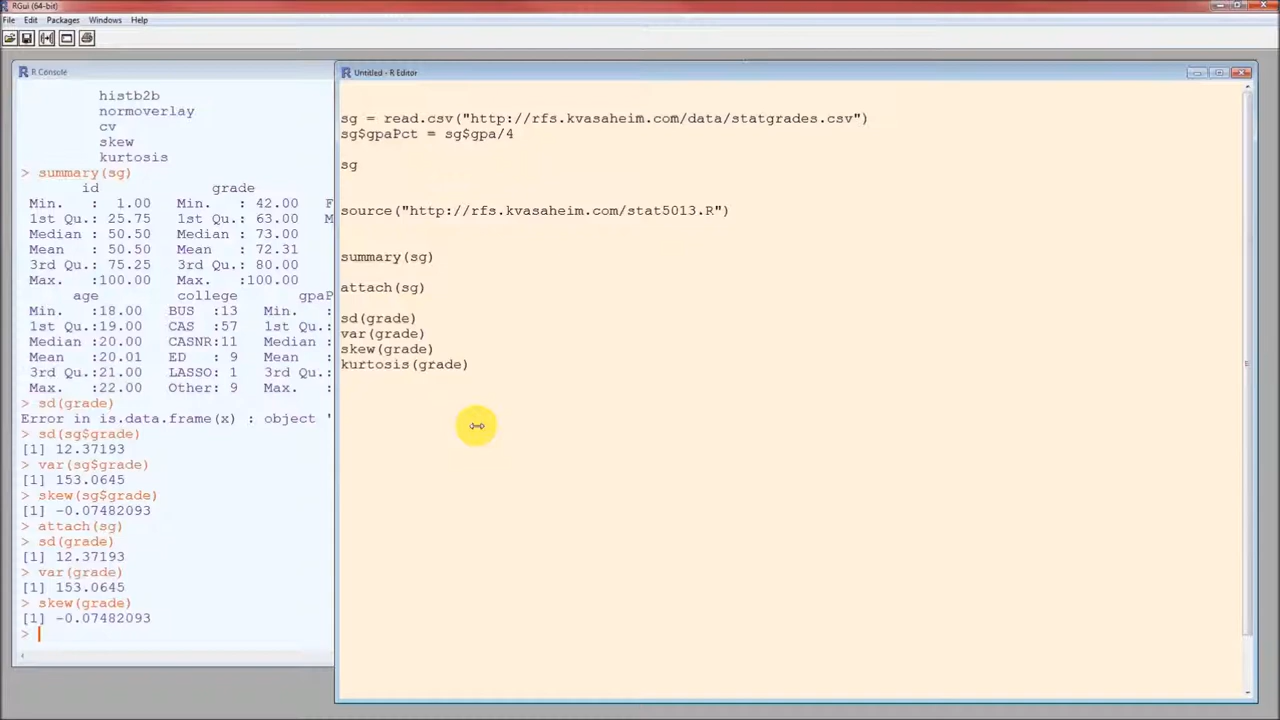 RGui (64-bit)
File Edit Packages Windows Help
R Console
histb2b
normoverlay
cv
skew
kurtosis
> summary(sg)
id grade
Min. : 1.00 Min. : 42.00 F
1st Qu.: 25.75 1st Qu.: 63.00 M
Median : 50.50 Median : 73.00
Mean : 50.50 Mean : 72.31
3rd Qu.: 75.25 3rd Qu.: 80.00
Max. :100.00 Max. :100.00
age college gpaP
Min. :18.00 BUS :13 Min. :
1st Qu.:19.00 CAS :57 1st Qu.:
Median :20.00 CASNR:11 Median :
Mean :20.01 ED : 9 Mean :
3rd Qu.:21.00 LASSO: 1 3rd Qu.:
Max. :22.00 Other: 9 Max. :
> sd(grade)
Error in is.data.frame(x) : object '
> sd(sg$grade)
[1] 12.37193
> var(sg$grade)
[1] 153.0645
> skew(sg$grade)
[1] -0.07482093
> attach(sg)
> sd(grade)
[1] 12.37193
> var(grade)
[1] 153.0645
> skew(grade)
[1] -0.07482093
>
Untitled - R Editor
sg = read.csv("http://rfs.kvasaheim.com/data/statgrades.csv")
sg$gpaPct = sg$gpa/4
sg
source("http://rfs.kvasaheim.com/stat5013.R")
summary(sg)
attach(sg)
sd(grade)
var(grade)
skew(grade)
kurtosis(grade)